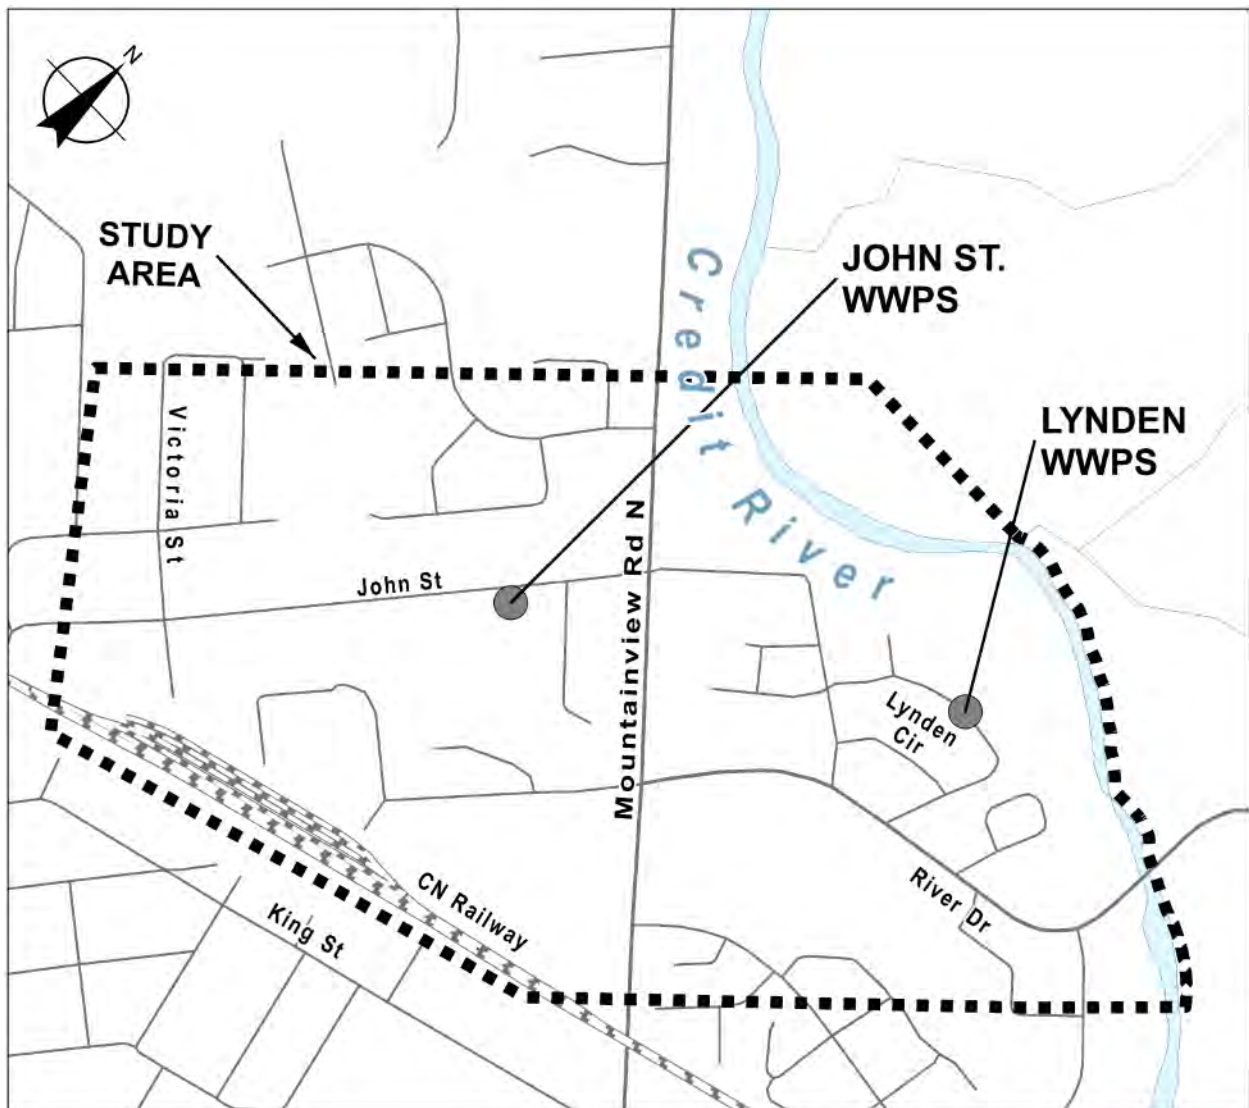 N
STUDY
AREA
JOHN ST.
WWPS
Credit River
LYNDEN
WWPS
Victoria St
John St
Mountainview Rd N
Lynden
Cir
River Dr
CN Railway
King St